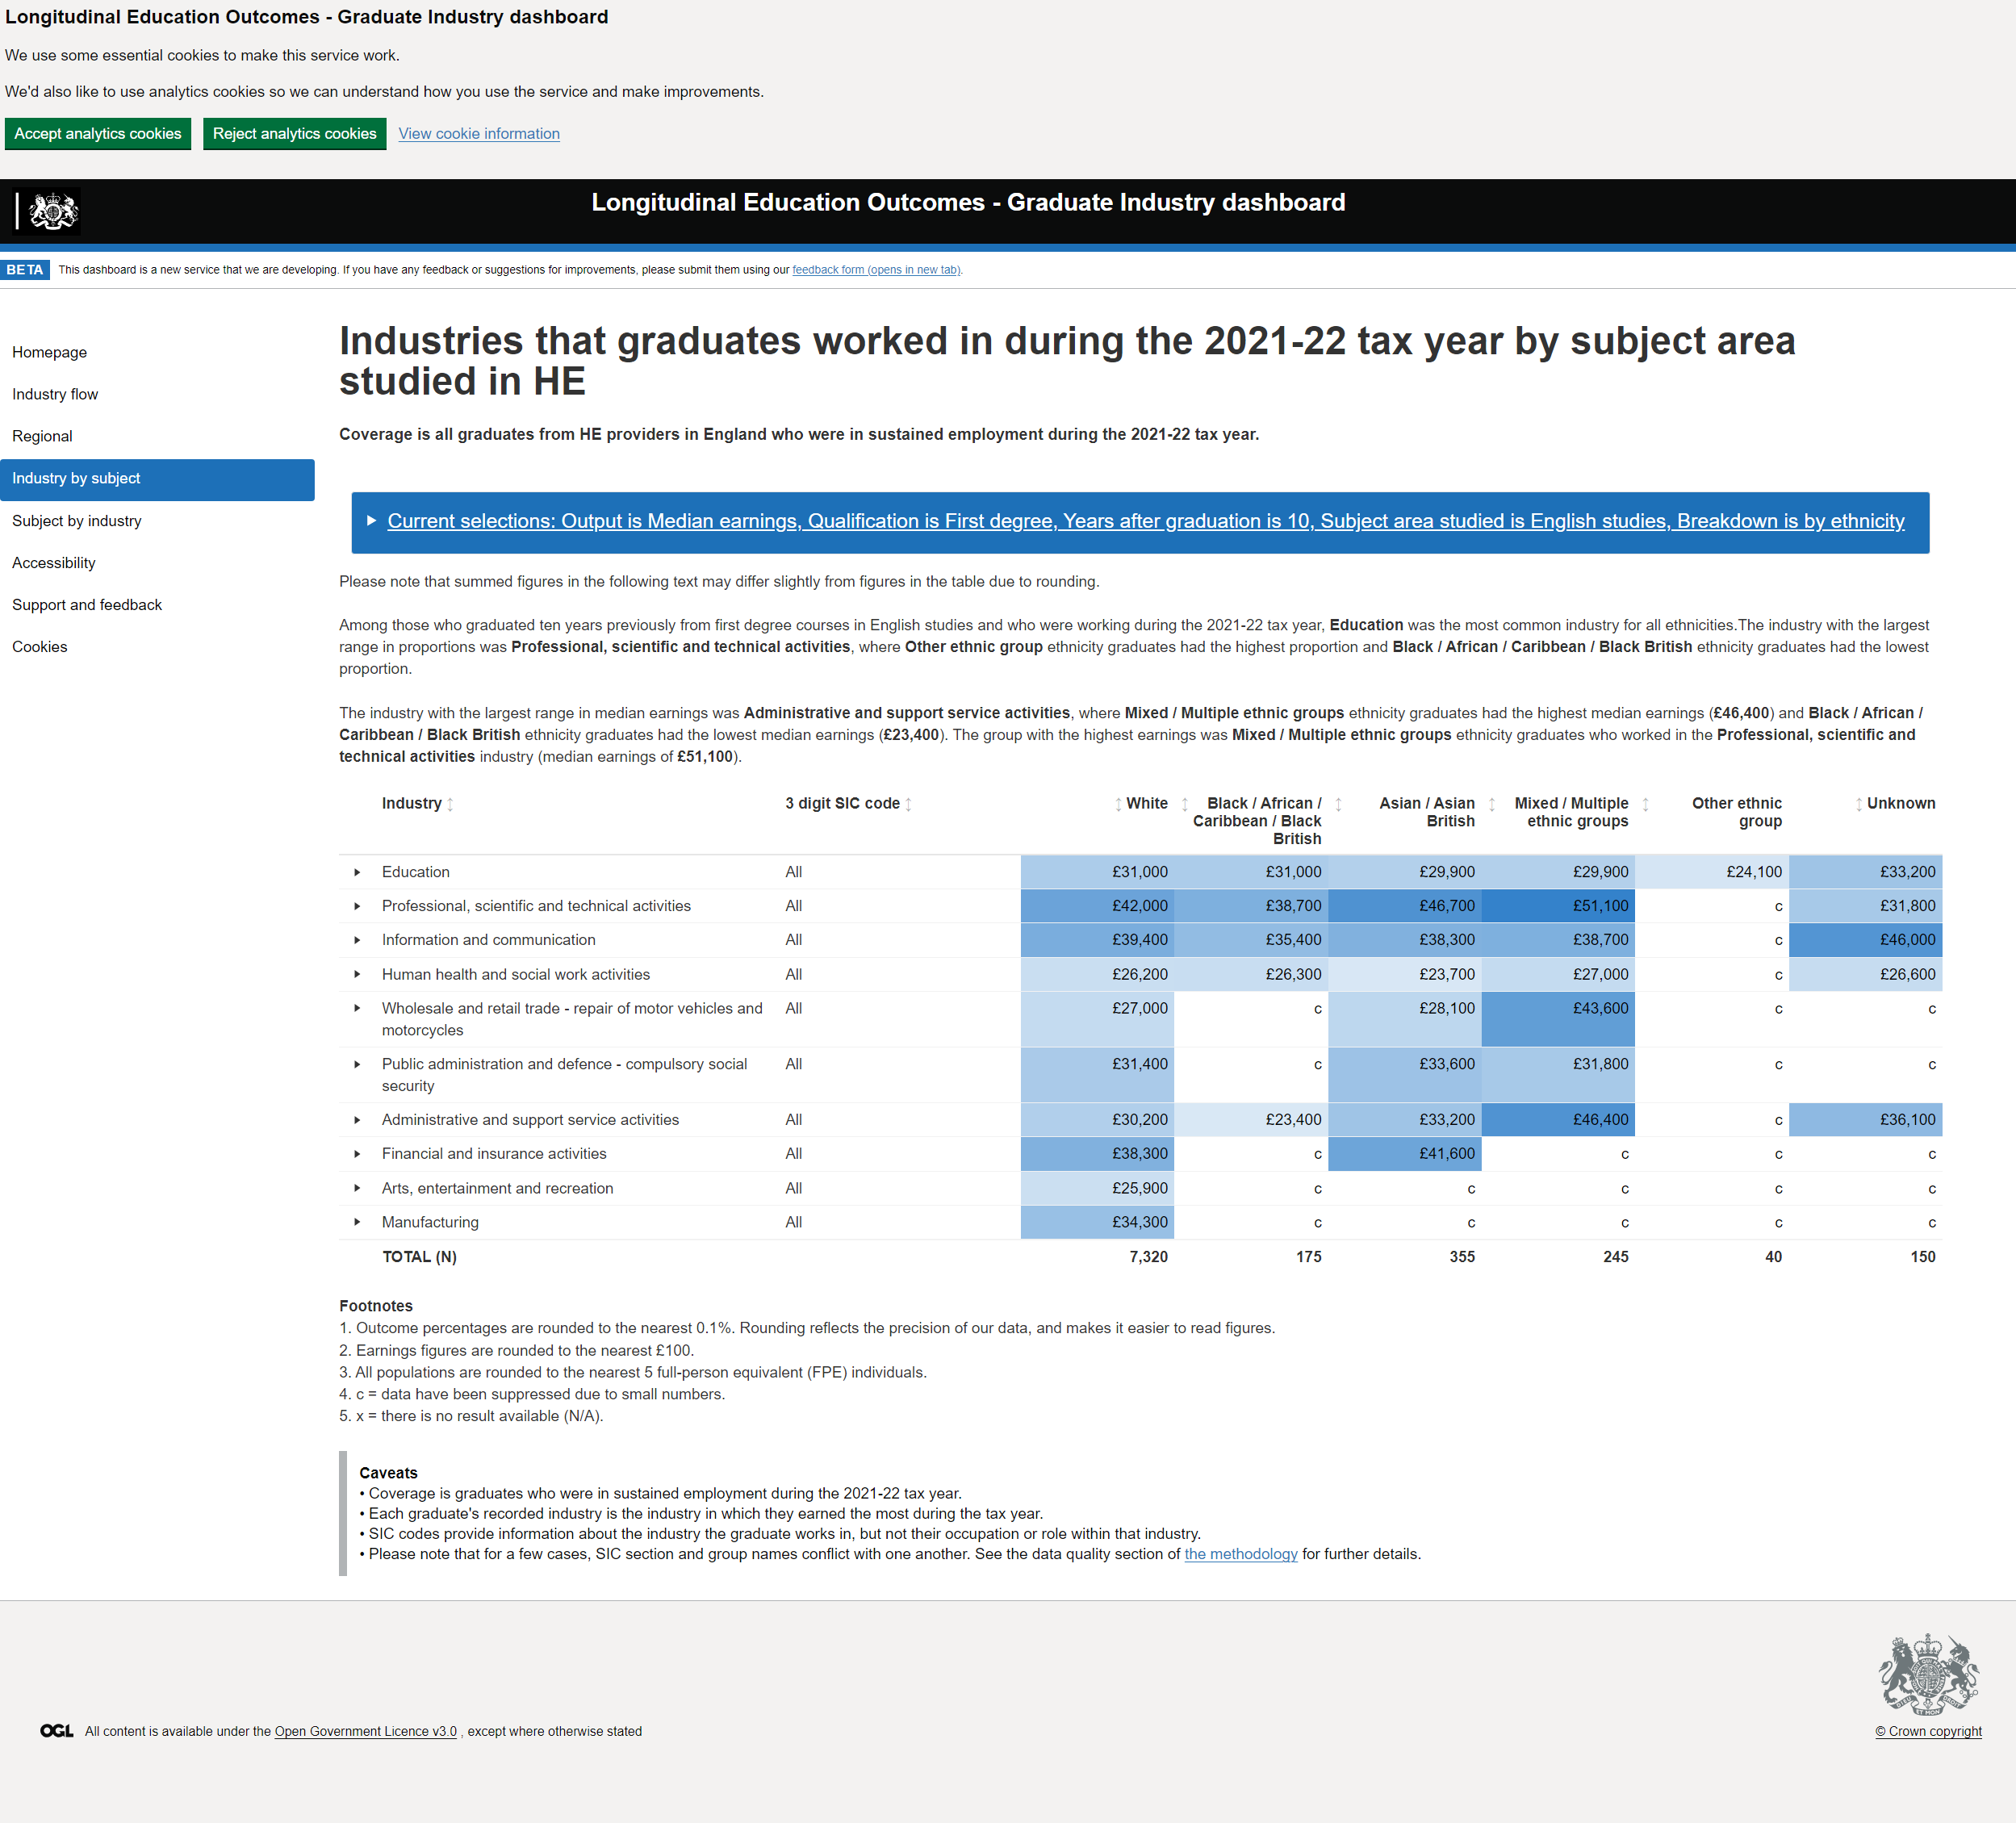 Longitudinal Education Outcomes - Graduate Industry dashboard
We use some essential cookies to make this service work.
We'd also like to use analytics cookies so we can understand how you use the service and make improvements.
Accept analytics cookies Reject analytics cookies View cookie information
Longitudinal Education Outcomes - Graduate Industry dashboard
BETA This dashboard is a new service that we are developing. If you have any feedback or suggestions for improvements, please submit them using our feedback form (opens in new tab).
Homepage
Industry flow
Regional
Industry by subject
Subject by industry
Accessibility
Support and feedback
Cookies
Industries that graduates worked in during the 2021-22 tax year by subject area
studied in HE
Coverage is all graduates from HE providers in England who were in sustained employment during the 2021-22 tax year.
Current selections: Output is Median earnings, Qualification is First degree, Years after graduation is 10, Subject area studied is English studies, Breakdown is by ethnicity
Please note that summed figures in the following text may differ slightly from figures in the table due to rounding.
Among those who graduated ten years previously from first degree courses in English studies and who were working during the 2021-22 tax year, Education was the most common industry for all ethnicities.The industry with the largest
range in proportions was Professional, scientific and technical activities, where Other ethnic group ethnicity graduates had the highest proportion and Black / African / Caribbean / Black British ethnicity graduates had the lowest
proportion.
The industry with the largest range in median earnings was Administrative and support service activities, where Mixed / Multiple ethnic groups ethnicity graduates had the highest median earnings (£46,400) and Black / African /
Caribbean / Black British ethnicity graduates had the lowest median earnings (£23,400). The group with the highest earnings was Mixed / Multiple ethnic groups ethnicity graduates who worked in the Professional, scientific and
technical activities industry (median earnings of £51,100).
Industry 3 digit SIC code White Black / African / Asian / Asian Mixed / Multiple Other ethnic Unknown
Caribbean / Black British ethnic groups group
British
Education All £31,000 £31,000 £29,900 £29,900 £24,100 £33,200
Professional, scientific and technical activities All £42,000 £38,700 £46,700 £51,100 c £31,800
Information and communication All £39,400 £35,400 £38,300 £38,700 c £46,000
Human health and social work activities All £26,200 £26,300 £23,700 £27,000 c £26,600
Wholesale and retail trade - repair of motor vehicles and All £27,000 c £28,100 £43,600 c c
motorcycles
Public administration and defence - compulsory social All £31,400 c £33,600 £31,800 c c
security
Administrative and support service activities All £30,200 £23,400 £33,200 £46,400 c £36,100
Financial and insurance activities All £38,300 c £41,600 c c c
Arts, entertainment and recreation All £25,900 c c c c c
Manufacturing All £34,300 c c c c c
TOTAL (N) 7,320 175 355 245 40 150
Footnotes
1. Outcome percentages are rounded to the nearest 0.1%. Rounding reflects the precision of our data, and makes it easier to read figures.
2. Earnings figures are rounded to the nearest £100.
3. All populations are rounded to the nearest 5 full-person equivalent (FPE) individuals.
4. c = data have been suppressed due to small numbers.
5. x = there is no result available (N/A).
Caveats
• Coverage is graduates who were in sustained employment during the 2021-22 tax year.
• Each graduate's recorded industry is the industry in which they earned the most during the tax year.
• SIC codes provide information about the industry the graduate works in, but not their occupation or role within that industry.
• Please note that for a few cases, SIC section and group names conflict with one another. See the data quality section of the methodology for further details.
OGL All content is available under the Open Government Licence v3.0 , except where otherwise stated
© Crown copyright